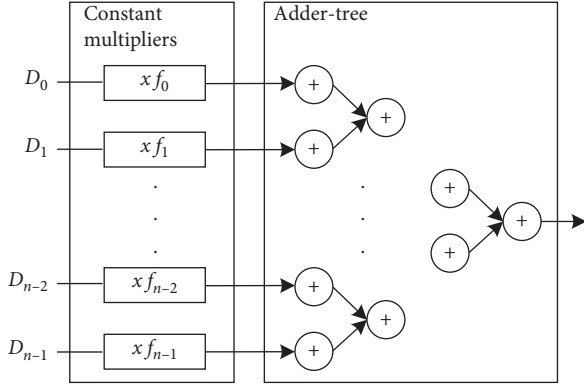 Constant
multipliers
Adder-tree
D₀
x f₀
+
+
D₁
x f₁
+
+
+
+
Dₙ₋₂
x fₙ₋₂
+
+
Dₙ₋₁
x fₙ₋₁
+